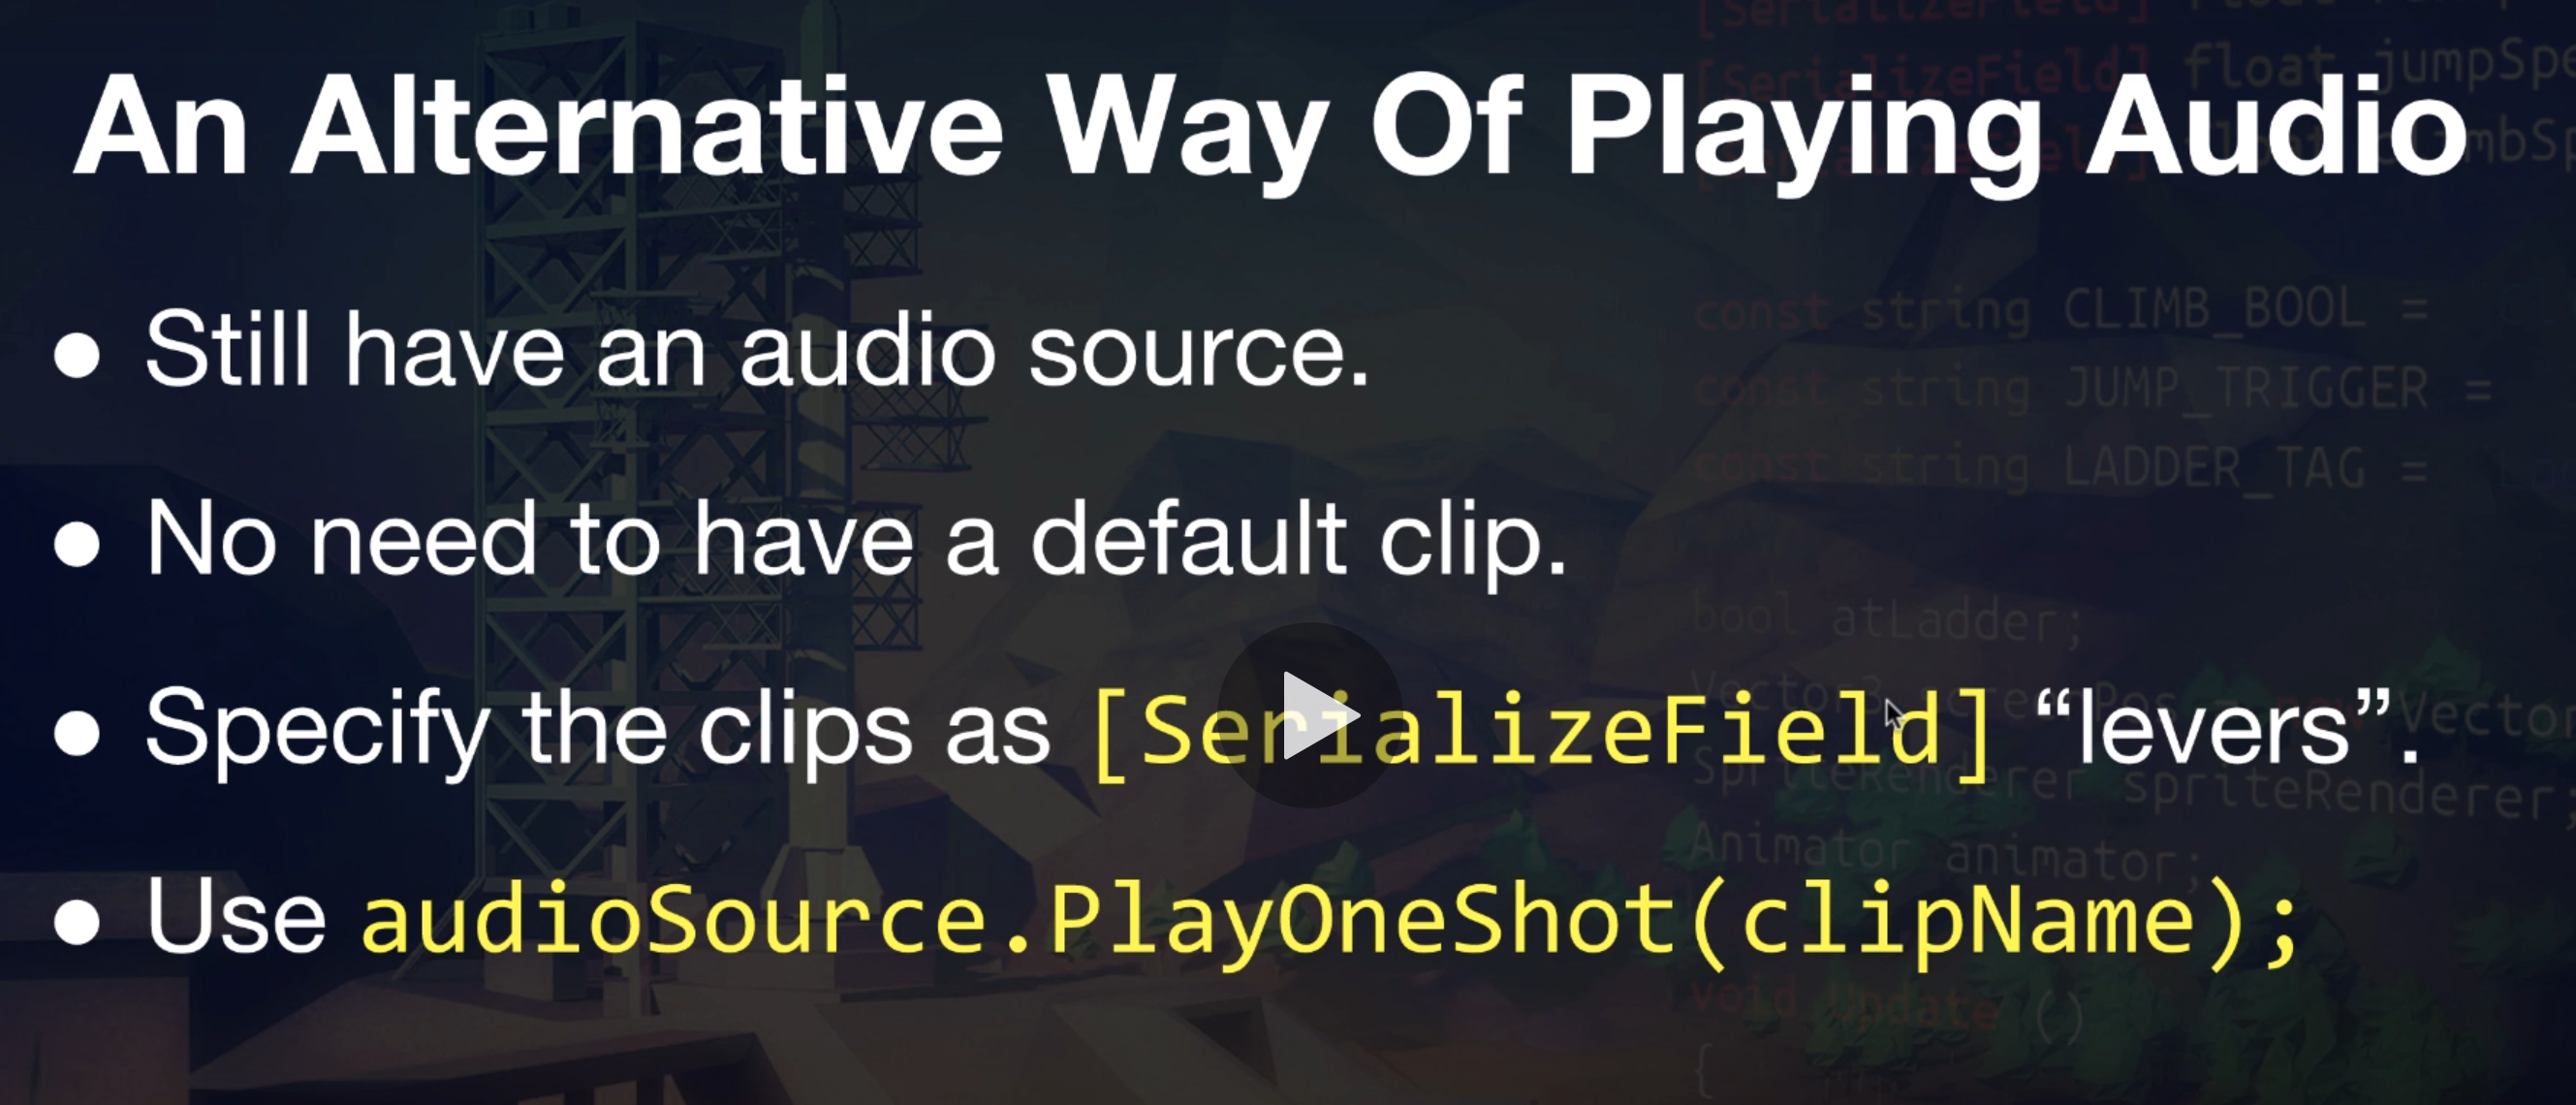 An Alternative Way Of Playing Audio
[SerializeField] float jumpSpe
mbSp
• Still have an audio source.
const string CLIMB_BOOL =
const string JUMP_TRIGGER =
const string LADDER_TAG =
• No need to have a default clip.
bool atLadder;
• Specify the clips as [SerializeField] “levers”.
Vector
SpriteRenderer spriteRenderer;
Animator animator;
• Use audioSource.PlayOneShot(clipName);
void Update ()
{